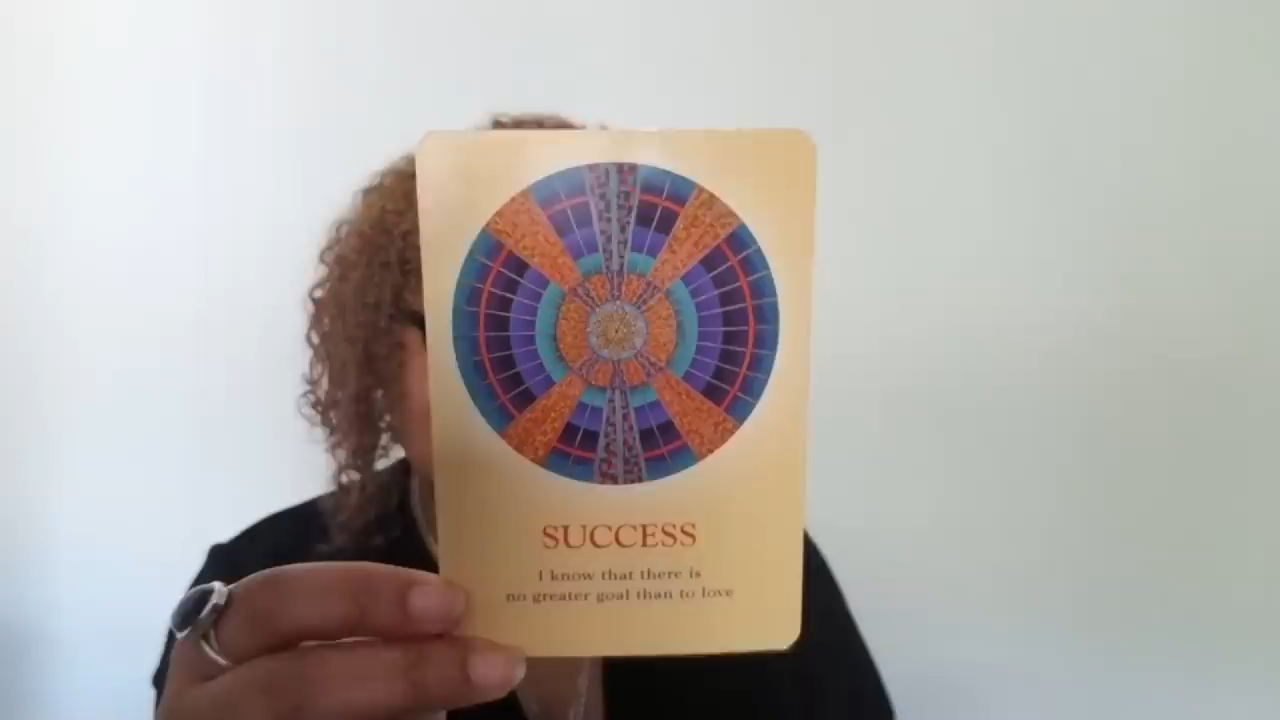 SUCCESS
I know that there is
no greater goal than to love